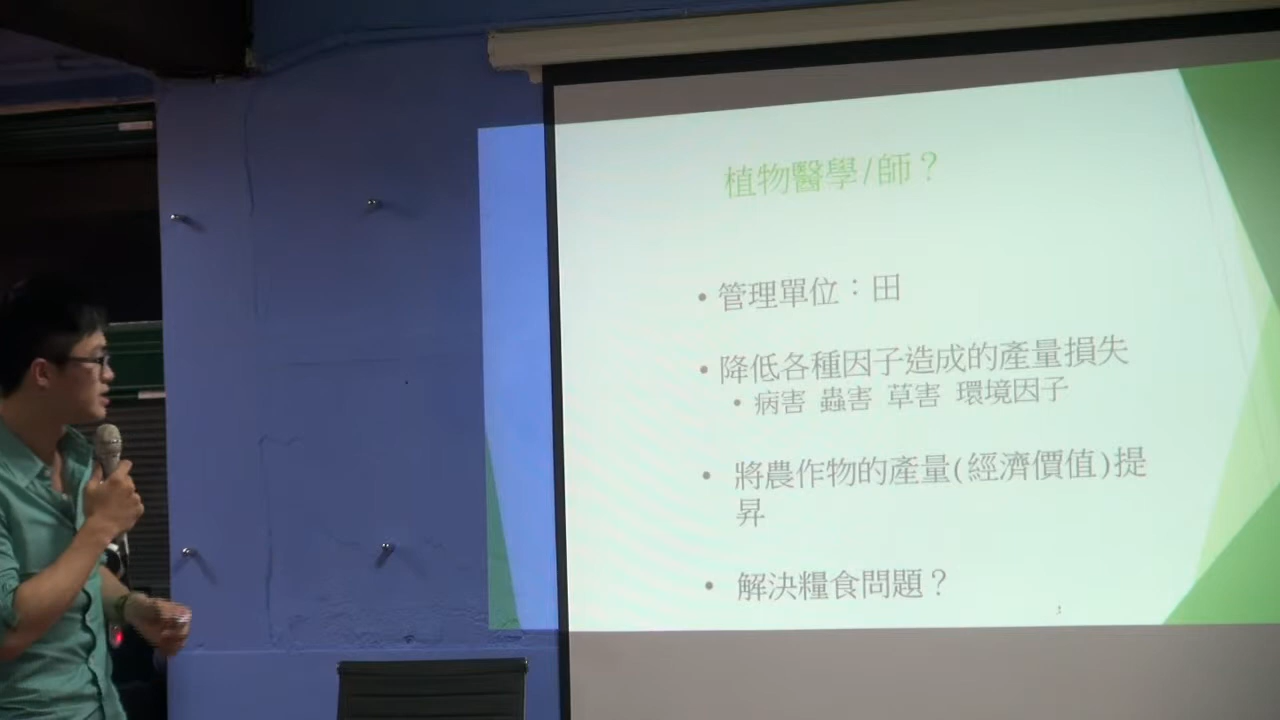 植物醫學/師？
• 管理單位：田
• 降低各種因子造成的產量損失
• 病害 蟲害 草害 環境因子
• 將農作物的產量(經濟價值)提
昇
• 解決糧食問題？